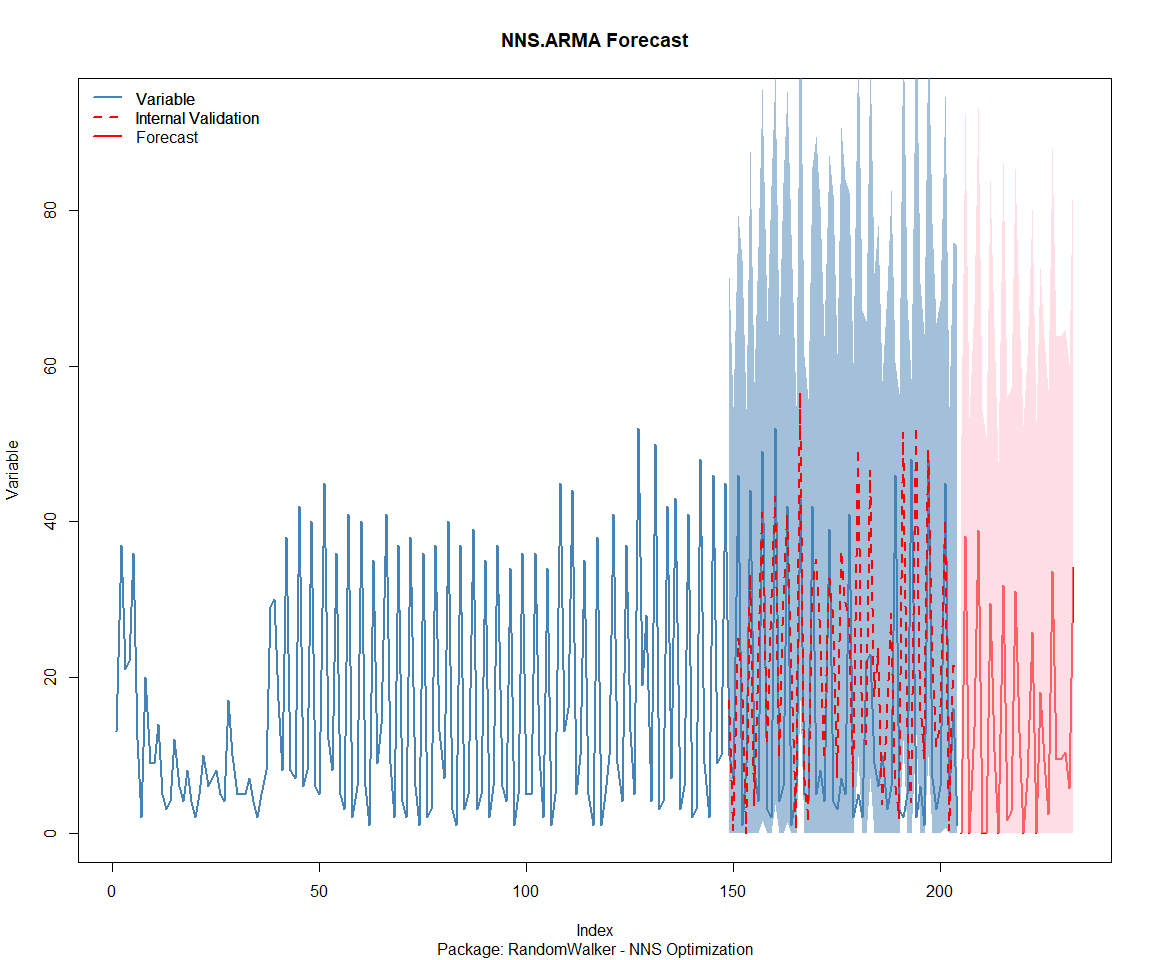 NNS.ARMA Forecast
Variable
Internal Validation
Forecast
Variable
80
60
40
20
0
0 50 100 150 200
Index
Package: RandomWalker - NNS Optimization